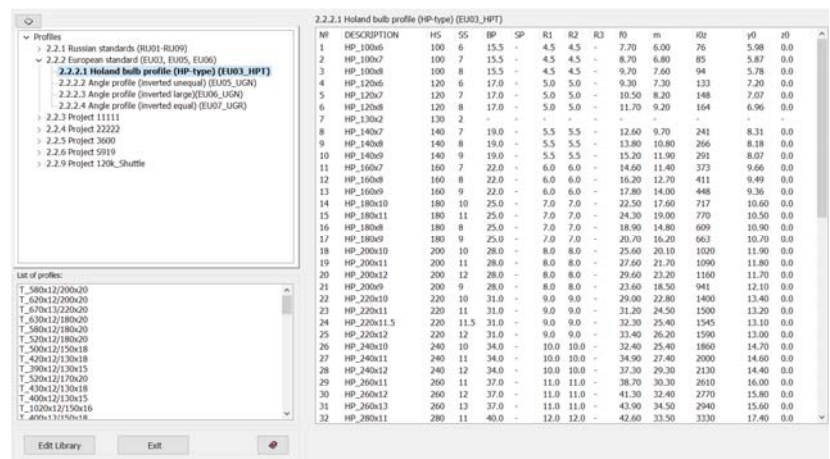 Profiles
2.2.1 Russian standards (RU01-RU09)
2.2.2 European standard (EU03, EU05, EU06)
2.2.2.1 Holand bulb profile (HP-type) (EU03_HPT)
2.2.2.2 Angle profile (inverted unequal) (EU05_UGN)
2.2.2.3 Angle profile (inverted large)(EU06_UGN)
2.2.2.4 Angle profile (inverted equal) (EU07_UGR)
2.2.3 Project 11111
2.2.4 Project 22222
2.2.5 Project 3600
2.2.6 Project 5919
2.2.9 Project 120k_Shuttle
List of profles:
T_580x12/200x20
T_620x12/200x20
T_670x13/220x20
T_630x12/180x20
T_580x12/180x20
T_520x12/180x20
T_500x12/150x18
T_420x12/130x18
T_390x12/130x15
T_520x12/170x20
T_430x12/130x18
T_400x12/130x15
T_1020x12/150x16
T_400x12/150x18
Edit Library
Exit
2.2.2.1 Holand bulb profile (HP-type) (EU03_HPT)
№ DESCRIPTION HS SS BP SP R1 R2 R3 f0 m i0z y0 z0
1 HP_100x6 100 6 15.5 - 4.5 4.5 - 7.70 6.00 76 5.98 0.0
2 HP_100x7 100 7 15.5 - 4.5 4.5 - 8.70 6.80 85 5.87 0.0
3 HP_100x8 100 8 15.5 - 4.5 4.5 - 9.70 7.60 94 5.78 0.0
4 HP_120x6 120 6 17.0 - 5.0 5.0 - 9.30 7.30 133 7.20 0.0
5 HP_120x7 120 7 17.0 - 5.0 5.0 - 10.50 8.20 148 7.07 0.0
6 HP_120x8 120 8 17.0 - 5.0 5.0 - 11.70 9.20 164 6.96 0.0
7 HP_130x2 130 2 - - - - - - - - - -
8 HP_140x7 140 7 19.0 - 5.5 5.5 - 12.60 9.70 241 8.31 0.0
9 HP_140x8 140 8 19.0 - 5.5 5.5 - 13.80 10.80 266 8.18 0.0
10 HP_140x9 140 9 19.0 - 5.5 5.5 - 15.20 11.90 291 8.07 0.0
11 HP_160x7 160 7 22.0 - 6.0 6.0 - 14.60 11.40 373 9.66 0.0
12 HP_160x8 160 8 22.0 - 6.0 6.0 - 16.20 12.70 411 9.49 0.0
13 HP_160x9 160 9 22.0 - 6.0 6.0 - 17.80 14.00 448 9.36 0.0
14 HP_180x10 180 10 25.0 - 7.0 7.0 - 22.50 17.60 717 10.60 0.0
15 HP_180x11 180 11 25.0 - 7.0 7.0 - 24.30 19.00 770 10.50 0.0
16 HP_180x8 180 8 25.0 - 7.0 7.0 - 18.90 14.80 609 10.90 0.0
17 HP_180x9 180 9 25.0 - 7.0 7.0 - 20.70 16.20 663 10.70 0.0
18 HP_200x10 200 10 28.0 - 8.0 8.0 - 25.60 20.10 1020 11.90 0.0
19 HP_200x11 200 11 28.0 - 8.0 8.0 - 27.60 21.70 1090 11.80 0.0
20 HP_200x12 200 12 28.0 - 8.0 8.0 - 29.60 23.20 1160 11.70 0.0
21 HP_200x9 200 9 28.0 - 8.0 8.0 - 23.60 18.50 941 12.10 0.0
22 HP_220x10 220 10 31.0 - 9.0 9.0 - 29.00 22.80 1400 13.40 0.0
23 HP_220x11 220 11 31.0 - 9.0 9.0 - 31.20 24.50 1500 13.20 0.0
24 HP_220x11.5 220 11.5 31.0 - 9.0 9.0 - 32.30 25.40 1545 13.10 0.0
25 HP_220x12 220 12 31.0 - 9.0 9.0 - 33.40 26.20 1590 13.00 0.0
26 HP_240x10 240 10 34.0 - 10.0 10.0 - 32.40 25.40 1860 14.70 0.0
27 HP_240x11 240 11 34.0 - 10.0 10.0 - 34.90 27.40 2000 14.60 0.0
28 HP_240x12 240 12 34.0 - 10.0 10.0 - 37.30 29.30 2130 14.40 0.0
29 HP_260x11 260 11 37.0 - 11.0 11.0 - 38.70 30.30 2610 16.00 0.0
30 HP_260x12 260 12 37.0 - 11.0 11.0 - 41.30 32.40 2770 15.80 0.0
31 HP_260x13 260 13 37.0 - 11.0 11.0 - 43.90 34.50 2940 15.60 0.0
32 HP_280x11 280 11 40.0 - 12.0 12.0 - 42.60 33.50 3330 17.40 0.0